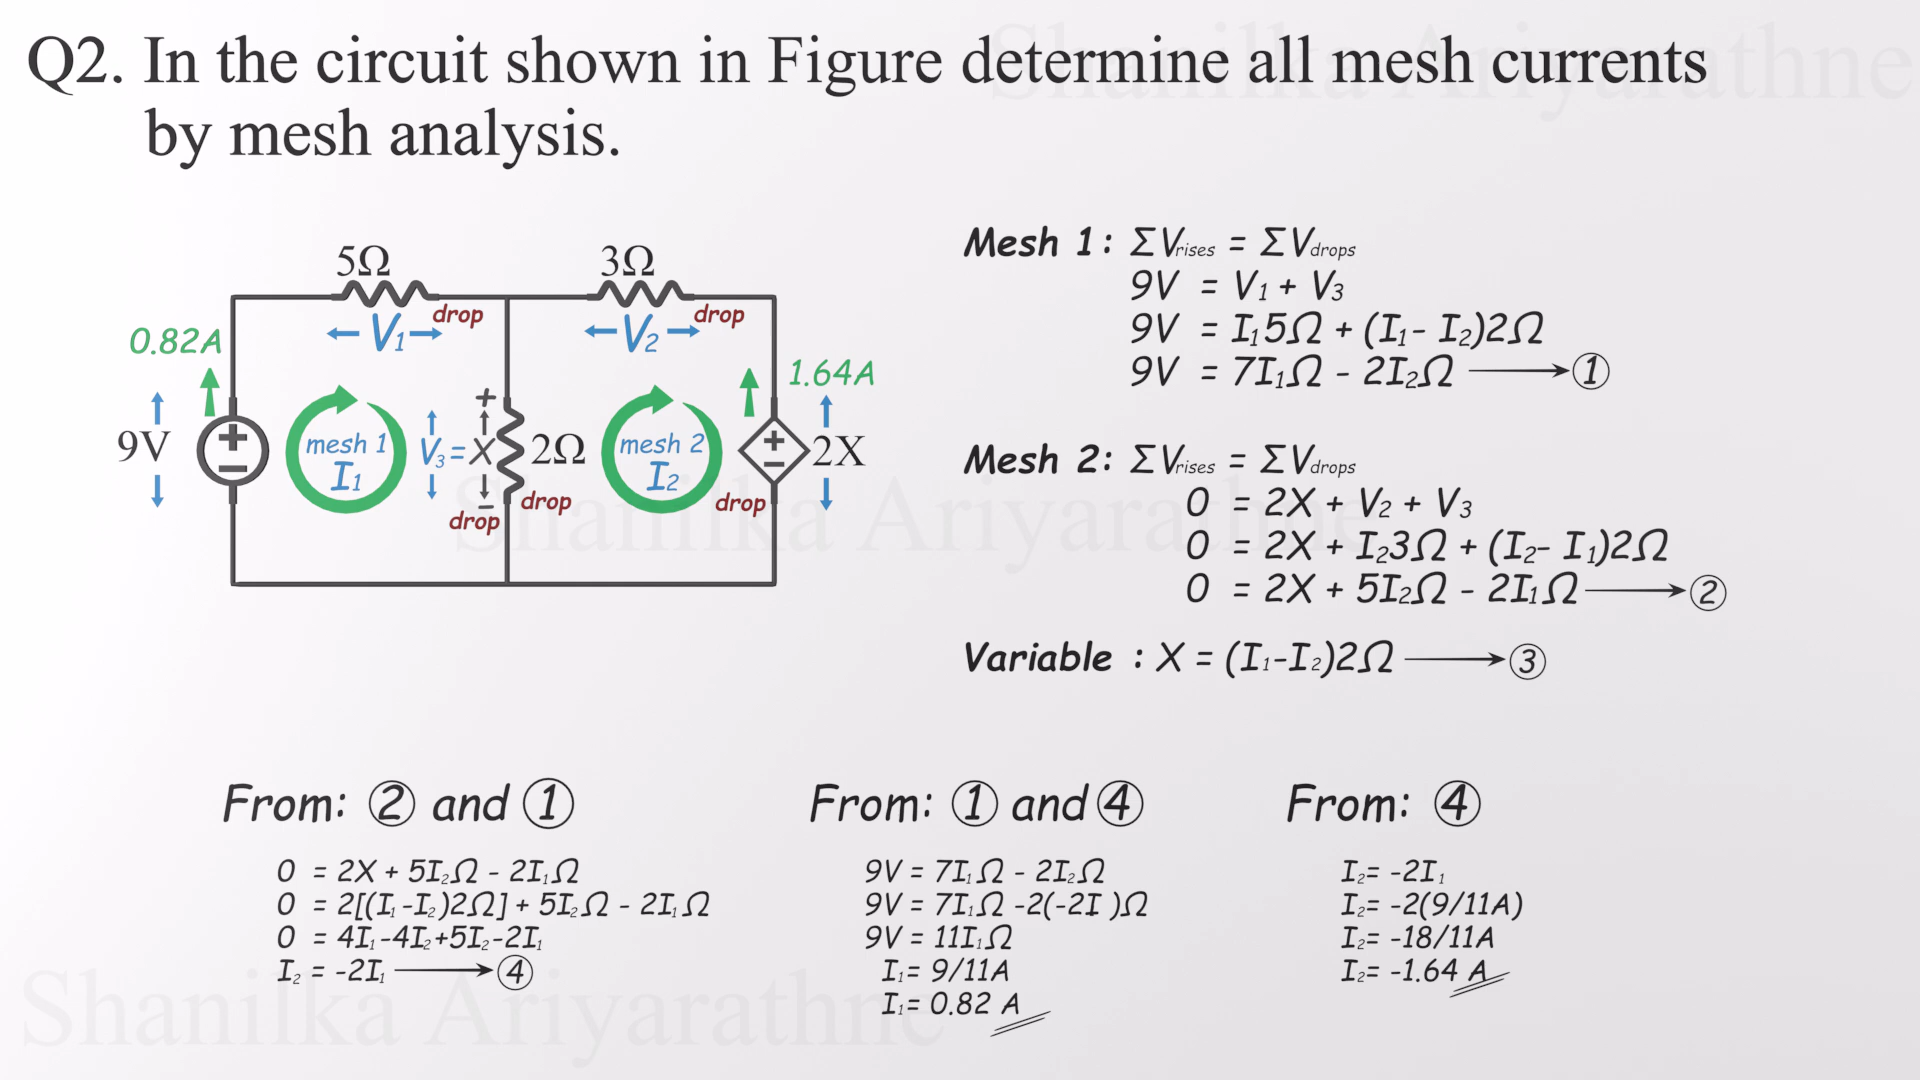 Q2. In the circuit shown in Figure determine all mesh currents
by mesh analysis.
Shanilka Ariyarathne
5Ω
3Ω
drop
drop
V₁
V₂
0.82A
1.64A
9V
+
−
mesh 1
I₁
V₃=X
+
−
2Ω
drop
drop
mesh 2
I₂
drop
+
−
2X
Shanilka Ariyarathne
Mesh 1: ΣVrises = ΣVdrops
9V = V₁ + V₃
9V = I₁5Ω + (I₁- I₂)2Ω
9V = 7I₁Ω - 2I₂Ω → ①
Mesh 2: ΣVrises = ΣVdrops
0 = 2X + V₂ + V₃
0 = 2X + I₂3Ω + (I₂- I₁)2Ω
0 = 2X + 5I₂Ω - 2I₁Ω → ②
Variable : X = (I₁-I₂)2Ω → ③
From: ② and ①
0 = 2X + 5I₂Ω - 2I₁Ω
0 = 2[(I₁-I₂)2Ω] + 5I₂Ω - 2I₁Ω
0 = 4I₁-4I₂+5I₂-2I₁
I₂ = -2I₁ → ④
From: ① and ④
9V = 7I₁Ω - 2I₂Ω
9V = 7I₁Ω -2(-2I )Ω
9V = 11I₁Ω
I₁= 9/11A
I₁= 0.82 A
From: ④
I₂= -2I₁
I₂= -2(9/11A)
I₂= -18/11A
I₂= -1.64 A
Shanilka Ariyarathne